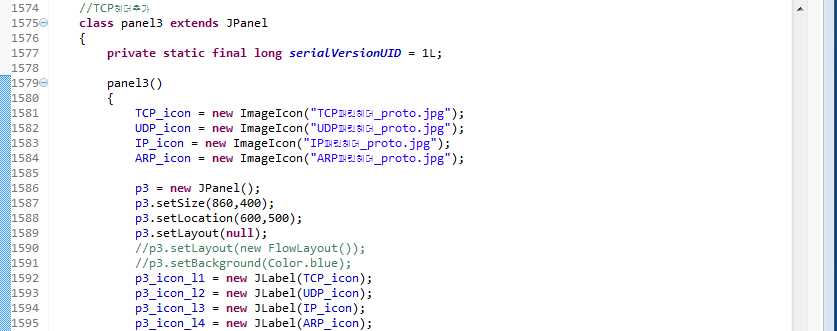 1574 //TCP헤더추가
1575 class panel3 extends JPanel
1576 {
1577 private static final long serialVersionUID = 1L;
1578
1579 panel3()
1580 {
1581 TCP_icon = new ImageIcon("TCP패킷헤더_proto.jpg");
1582 UDP_icon = new ImageIcon("UDP패킷헤더_proto.jpg");
1583 IP_icon = new ImageIcon("IP패킷헤더_proto.jpg");
1584 ARP_icon = new ImageIcon("ARP패킷헤더_proto.jpg");
1585
1586 p3 = new JPanel();
1587 p3.setSize(860,400);
1588 p3.setLocation(600,500);
1589 p3.setLayout(null);
1590 //p3.setLayout(new FlowLayout());
1591 //p3.setBackground(Color.blue);
1592 p3_icon_l1 = new JLabel(TCP_icon);
1593 p3_icon_l2 = new JLabel(UDP_icon);
1594 p3_icon_l3 = new JLabel(IP_icon);
1595 p3_icon_l4 = new JLabel(ARP_icon);